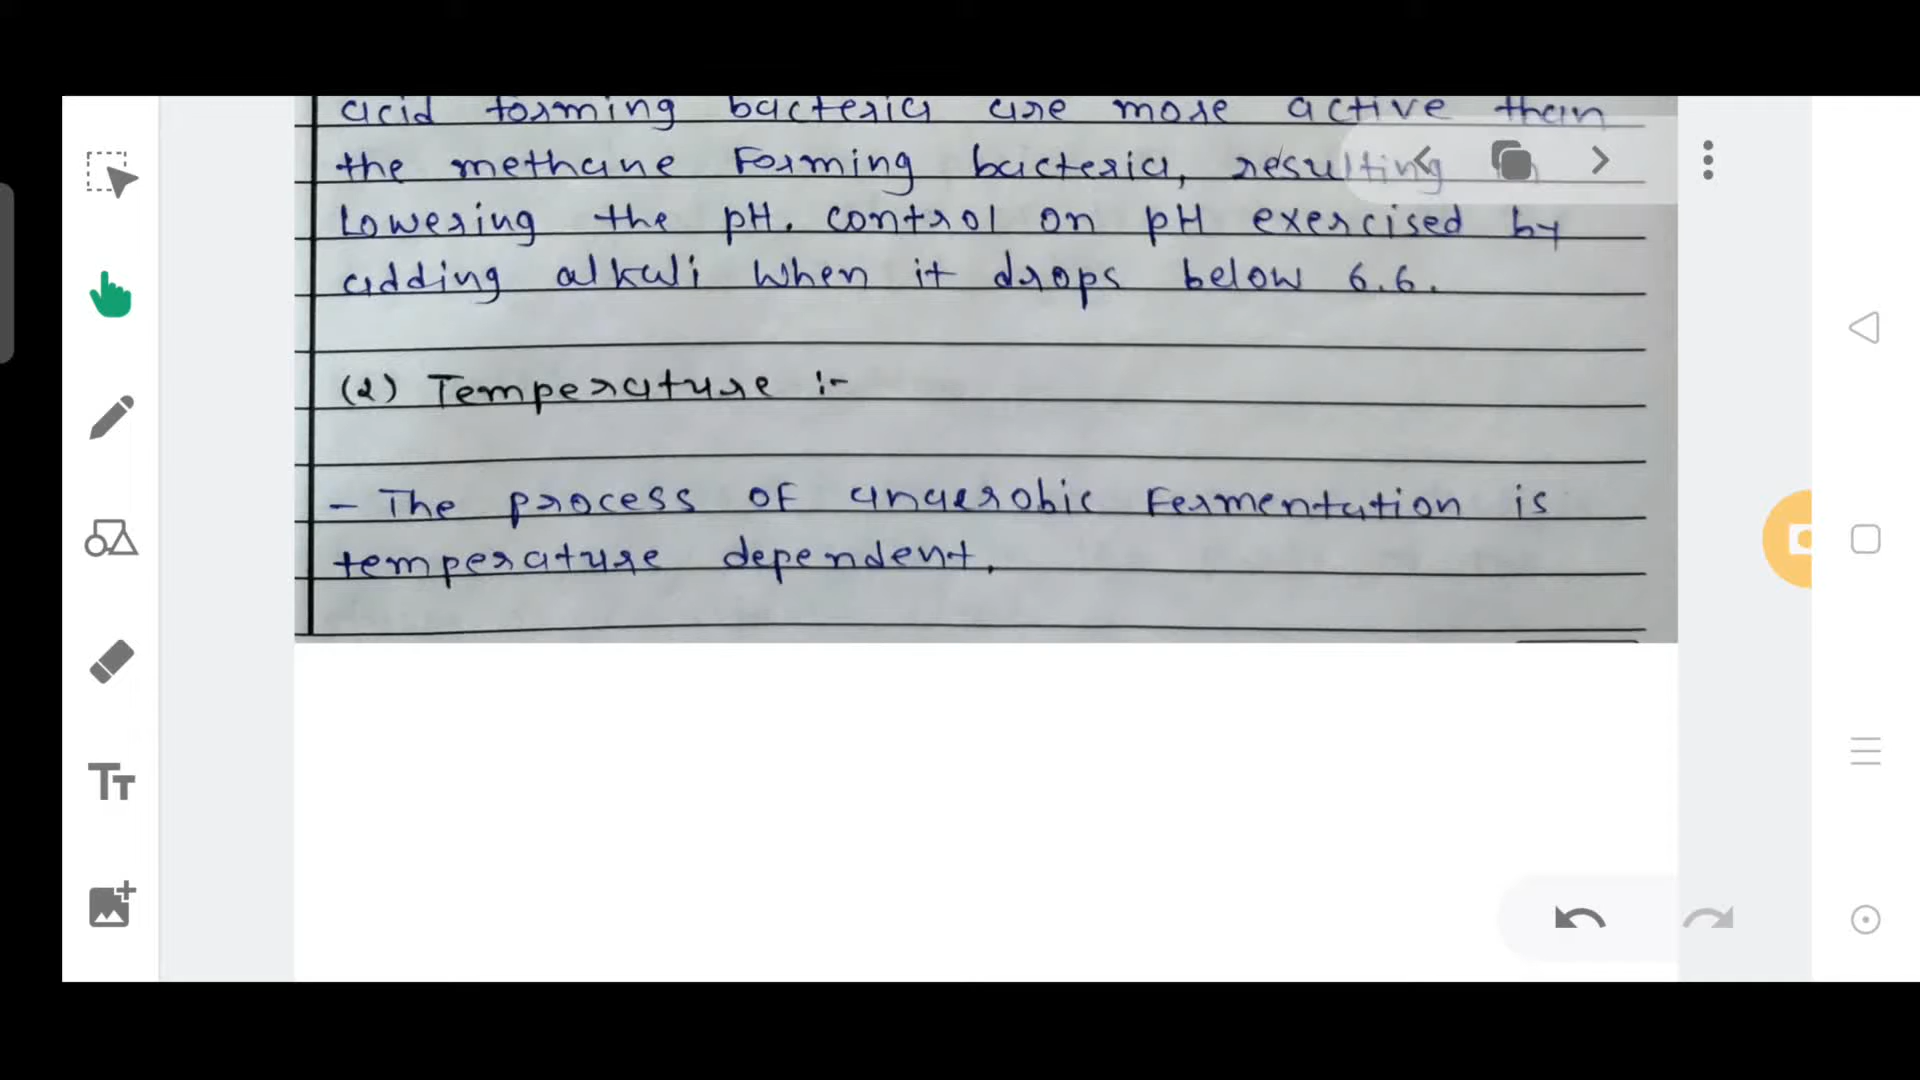 acid forming bacteria are more active than
the methane Forming bacteria, resulting
Lowering the pH. control on pH exercised by
adding alkali when it drops below 6.6.
(2) Temperature :-
- The process of anaerobic Fermentation is
temperature dependent.
TT